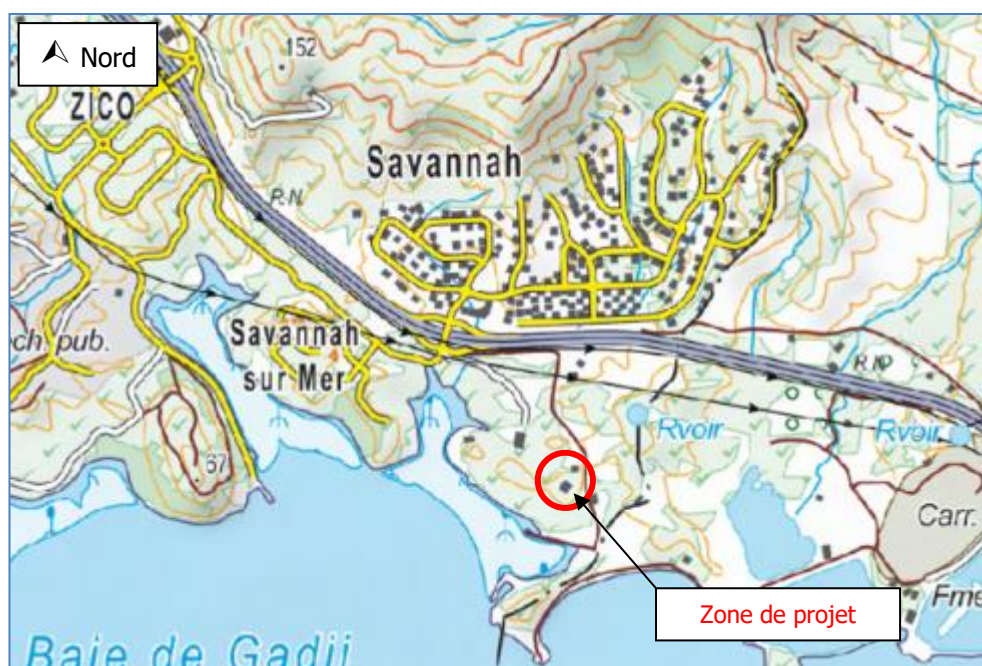 Nord
152
ZICO
Savannah
R.N.
ch. pub.
Savannah
sur Mer
4
R.N
Rvoir
Rvoir
67
Carr.
Zone de projet
Fme
Baie de Gadji